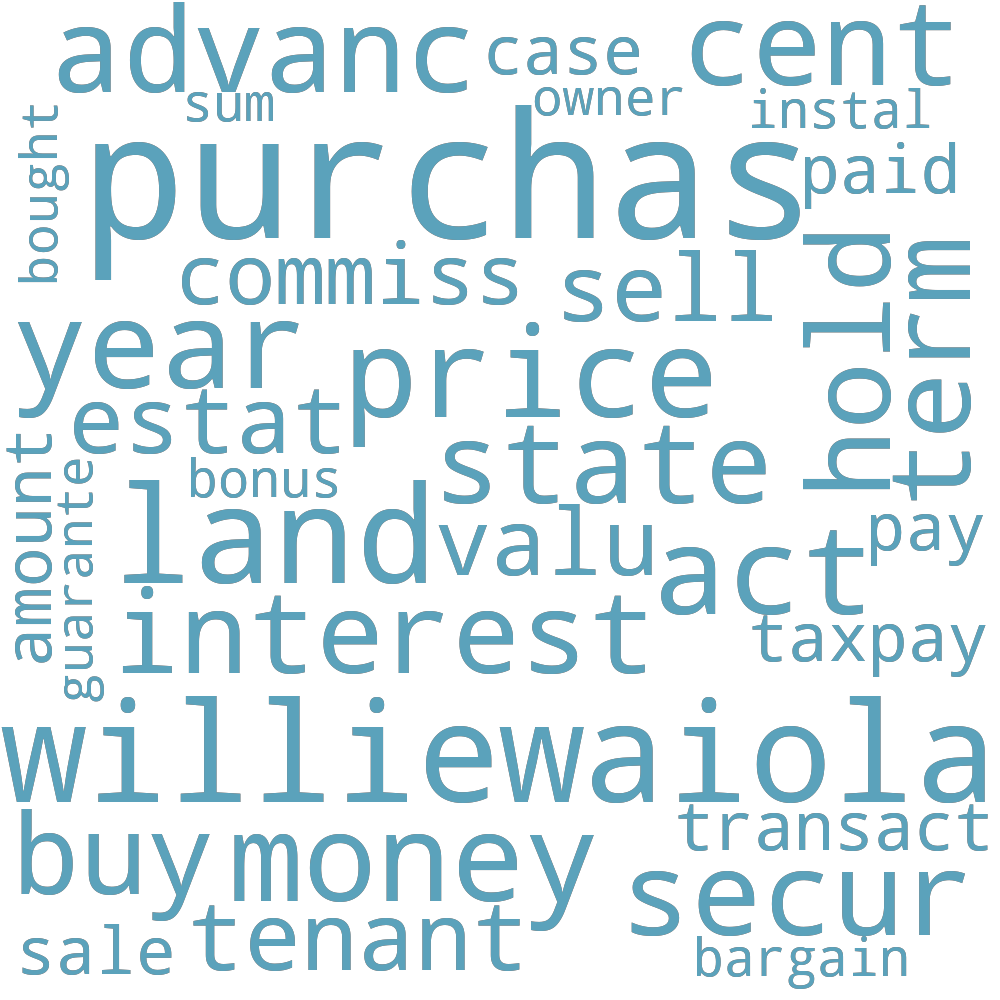 advanc
case
cent
sum
owner
instal
bought
purchas
paid
commiss
sell
hold
term
year
price
estat
state
amount
guarante
bonus
land
valu
act
pay
interest
taxpay
williewaiola
buy
money
transact
secur
sale
tenant
bargain